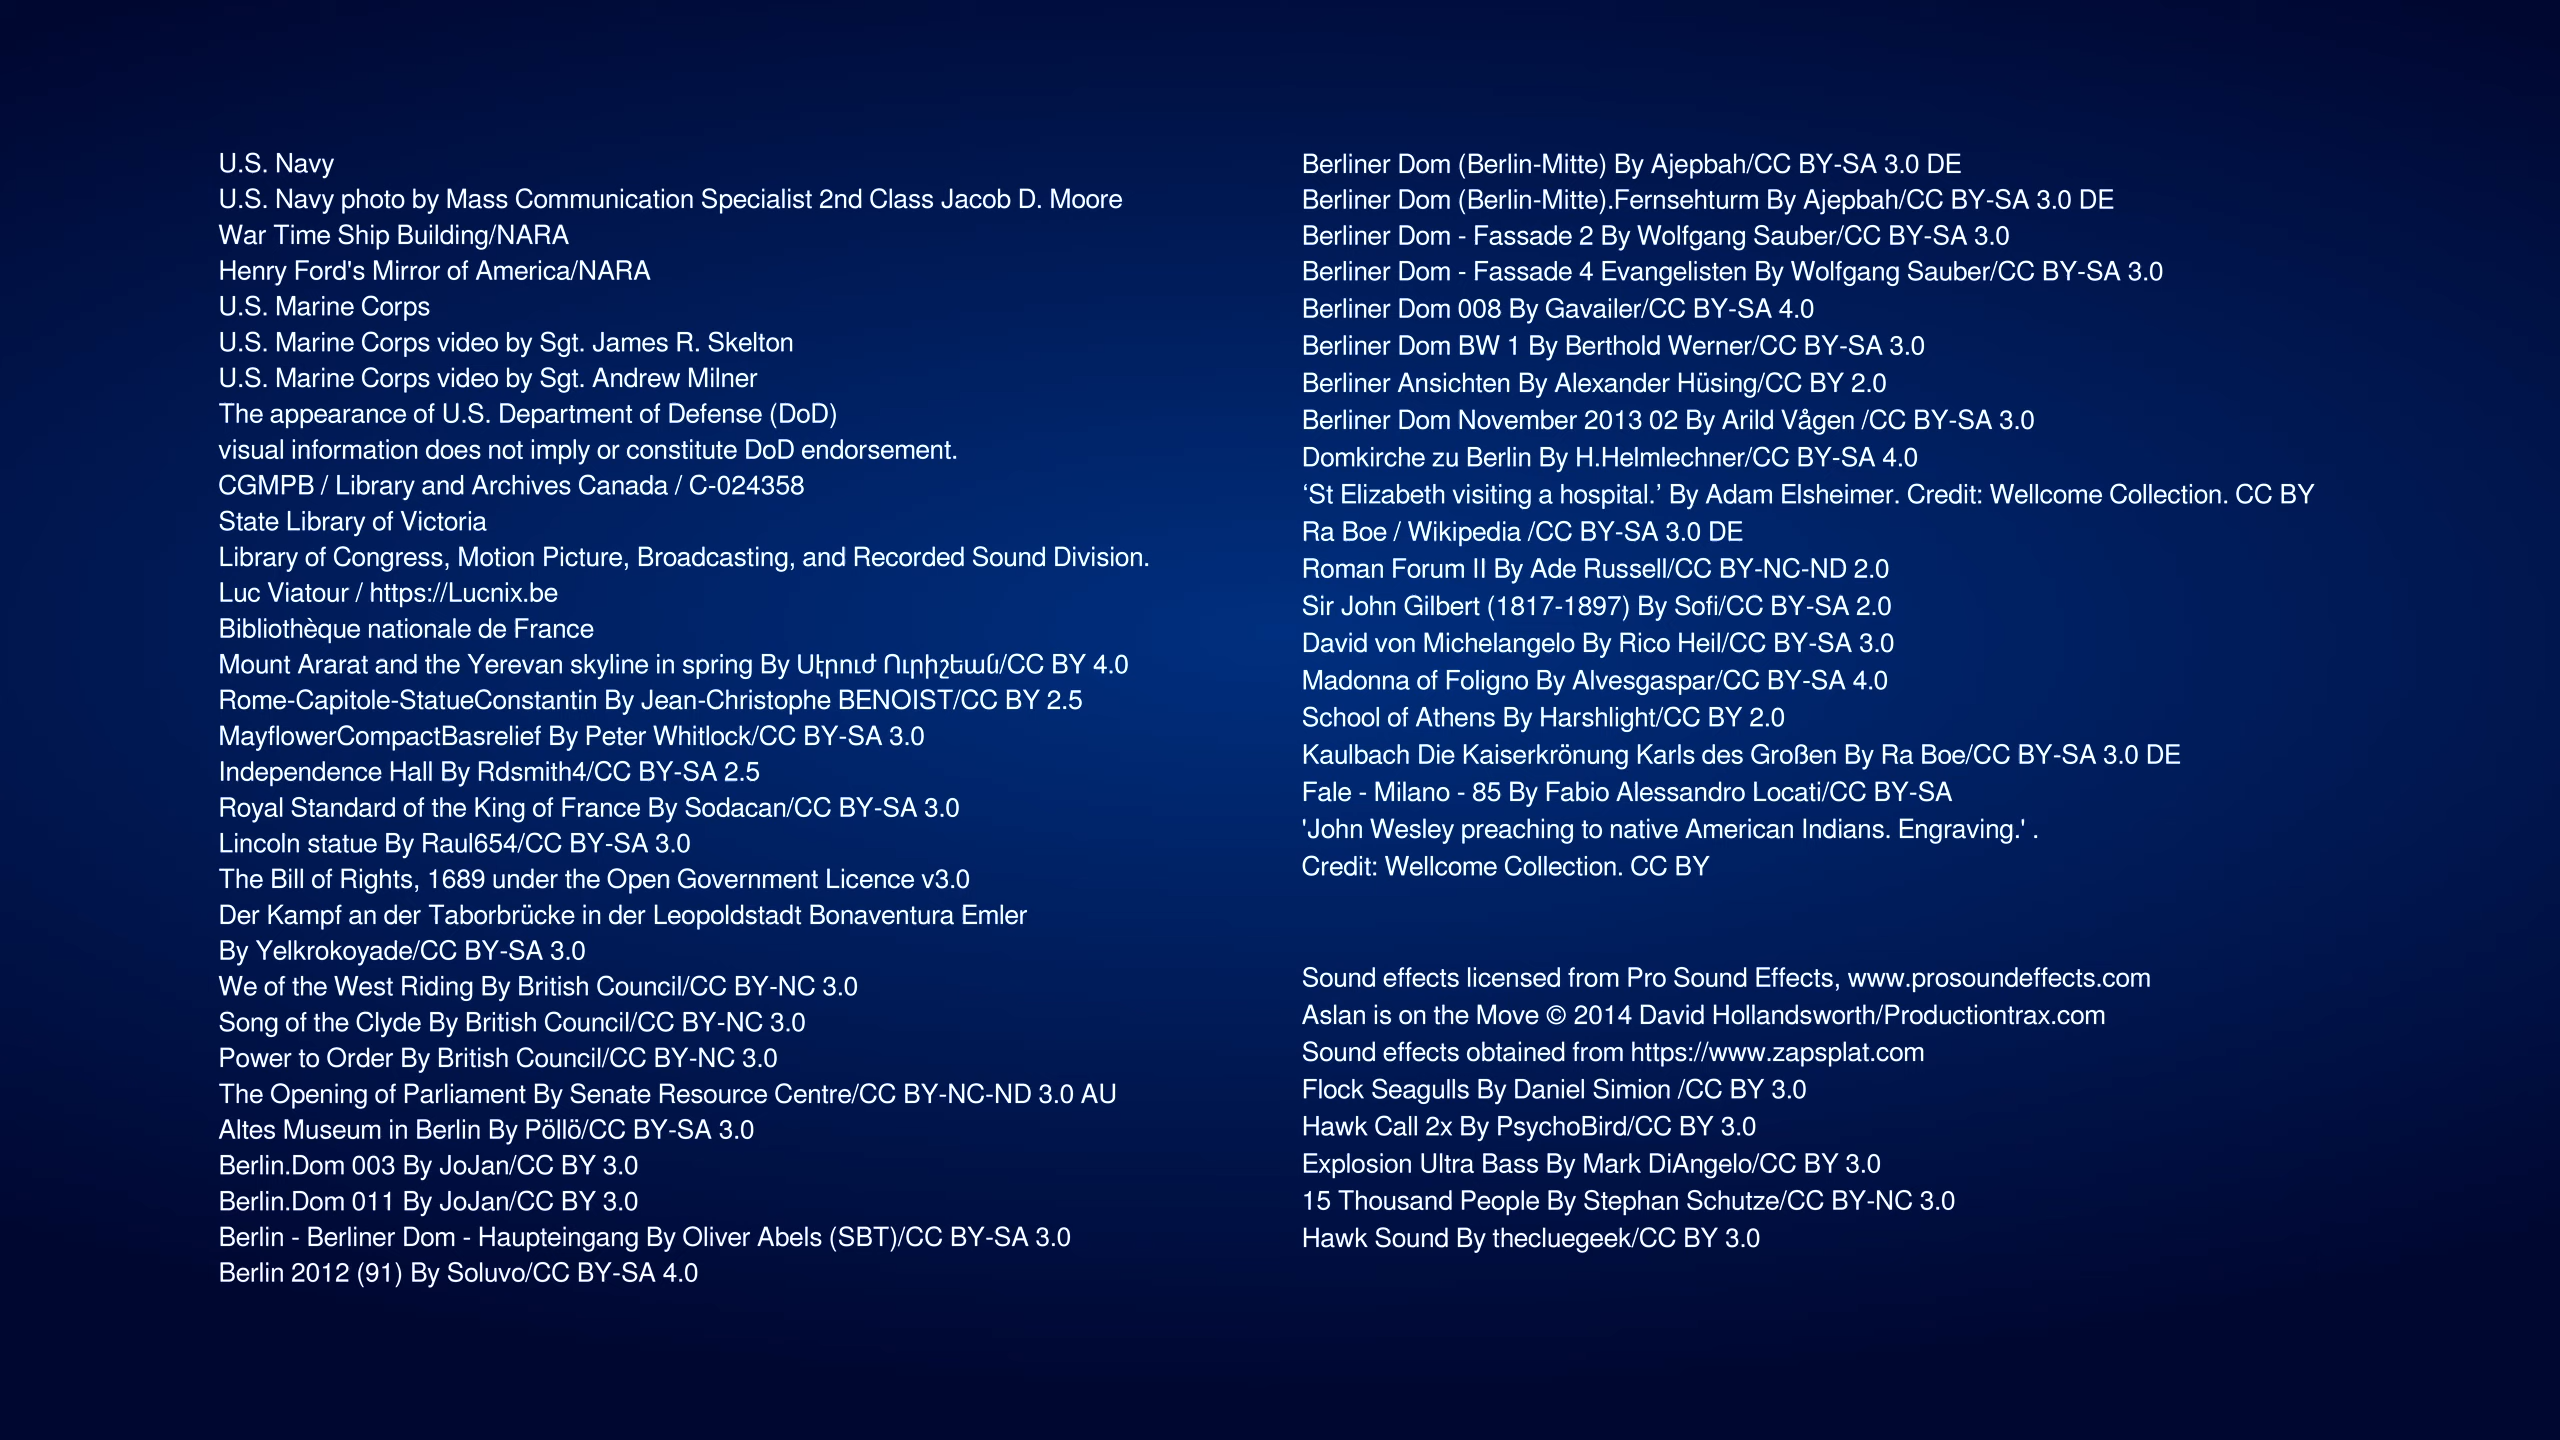 U.S. Navy
U.S. Navy photo by Mass Communication Specialist 2nd Class Jacob D. Moore
War Time Ship Building/NARA
Henry Ford's Mirror of America/NARA
U.S. Marine Corps
U.S. Marine Corps video by Sgt. James R. Skelton
U.S. Marine Corps video by Sgt. Andrew Milner
The appearance of U.S. Department of Defense (DoD)
visual information does not imply or constitute DoD endorsement.
CGMPB / Library and Archives Canada / C-024358
State Library of Victoria
Library of Congress, Motion Picture, Broadcasting, and Recorded Sound Division.
Luc Viatour / https://Lucnix.be
Bibliothèque nationale de France
Mount Ararat and the Yerevan skyline in spring By Սէրուժ Ուրիշեան/CC BY 4.0
Rome-Capitole-StatueConstantin By Jean-Christophe BENOIST/CC BY 2.5
MayflowerCompactBasrelief By Peter Whitlock/CC BY-SA 3.0
Independence Hall By Rdsmith4/CC BY-SA 2.5
Royal Standard of the King of France By Sodacan/CC BY-SA 3.0
Lincoln statue By Raul654/CC BY-SA 3.0
The Bill of Rights, 1689 under the Open Government Licence v3.0
Der Kampf an der Taborbrücke in der Leopoldstadt Bonaventura Emler
By Yelkrokoyade/CC BY-SA 3.0
We of the West Riding By British Council/CC BY-NC 3.0
Song of the Clyde By British Council/CC BY-NC 3.0
Power to Order By British Council/CC BY-NC 3.0
The Opening of Parliament By Senate Resource Centre/CC BY-NC-ND 3.0 AU
Altes Museum in Berlin By Pöllö/CC BY-SA 3.0
Berlin.Dom 003 By JoJan/CC BY 3.0
Berlin.Dom 011 By JoJan/CC BY 3.0
Berlin - Berliner Dom - Haupteingang By Oliver Abels (SBT)/CC BY-SA 3.0
Berlin 2012 (91) By Soluvo/CC BY-SA 4.0
Berliner Dom (Berlin-Mitte) By Ajepbah/CC BY-SA 3.0 DE
Berliner Dom (Berlin-Mitte).Fernsehturm By Ajepbah/CC BY-SA 3.0 DE
Berliner Dom - Fassade 2 By Wolfgang Sauber/CC BY-SA 3.0
Berliner Dom - Fassade 4 Evangelisten By Wolfgang Sauber/CC BY-SA 3.0
Berliner Dom 008 By Gavailer/CC BY-SA 4.0
Berliner Dom BW 1 By Berthold Werner/CC BY-SA 3.0
Berliner Ansichten By Alexander Hüsing/CC BY 2.0
Berliner Dom November 2013 02 By Arild Vågen /CC BY-SA 3.0
Domkirche zu Berlin By H.Helmlechner/CC BY-SA 4.0
‘St Elizabeth visiting a hospital.’ By Adam Elsheimer. Credit: Wellcome Collection. CC BY
Ra Boe / Wikipedia /CC BY-SA 3.0 DE
Roman Forum II By Ade Russell/CC BY-NC-ND 2.0
Sir John Gilbert (1817-1897) By Sofi/CC BY-SA 2.0
David von Michelangelo By Rico Heil/CC BY-SA 3.0
Madonna of Foligno By Alvesgaspar/CC BY-SA 4.0
School of Athens By Harshlight/CC BY 2.0
Kaulbach Die Kaiserkrönung Karls des Großen By Ra Boe/CC BY-SA 3.0 DE
Fale - Milano - 85 By Fabio Alessandro Locati/CC BY-SA
'John Wesley preaching to native American Indians. Engraving.' .
Credit: Wellcome Collection. CC BY
Sound effects licensed from Pro Sound Effects, www.prosoundeffects.com
Aslan is on the Move © 2014 David Hollandsworth/Productiontrax.com
Sound effects obtained from https://www.zapsplat.com
Flock Seagulls By Daniel Simion /CC BY 3.0
Hawk Call 2x By PsychoBird/CC BY 3.0
Explosion Ultra Bass By Mark DiAngelo/CC BY 3.0
15 Thousand People By Stephan Schutze/CC BY-NC 3.0
Hawk Sound By thecluegeek/CC BY 3.0